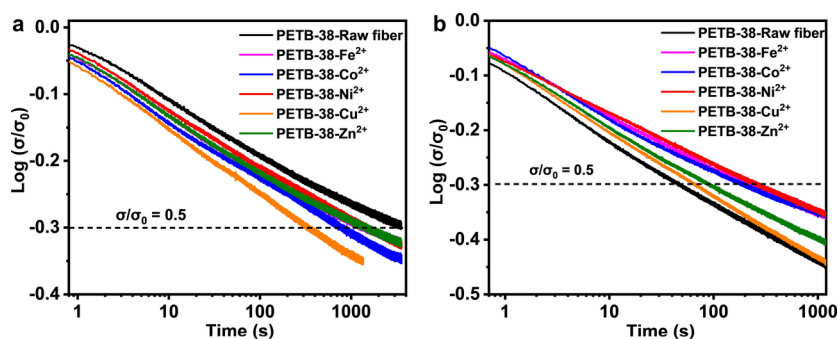 a
0.0
-0.1
-0.2
-0.3
-0.4
Log (σ/σ₀)
PETB-38-Raw fiber
PETB-38-Fe²⁺
PETB-38-Co²⁺
PETB-38-Ni²⁺
PETB-38-Cu²⁺
PETB-38-Zn²⁺
σ/σ₀ = 0.5
1 10 100 1000
Time (s)
b
0.0
-0.1
-0.2
-0.3
-0.4
-0.5
Log (σ/σ₀)
PETB-38-Raw fiber
PETB-38-Fe²⁺
PETB-38-Co²⁺
PETB-38-Ni²⁺
PETB-38-Cu²⁺
PETB-38-Zn²⁺
σ/σ₀ = 0.5
1 10 100 1000
Time (s)